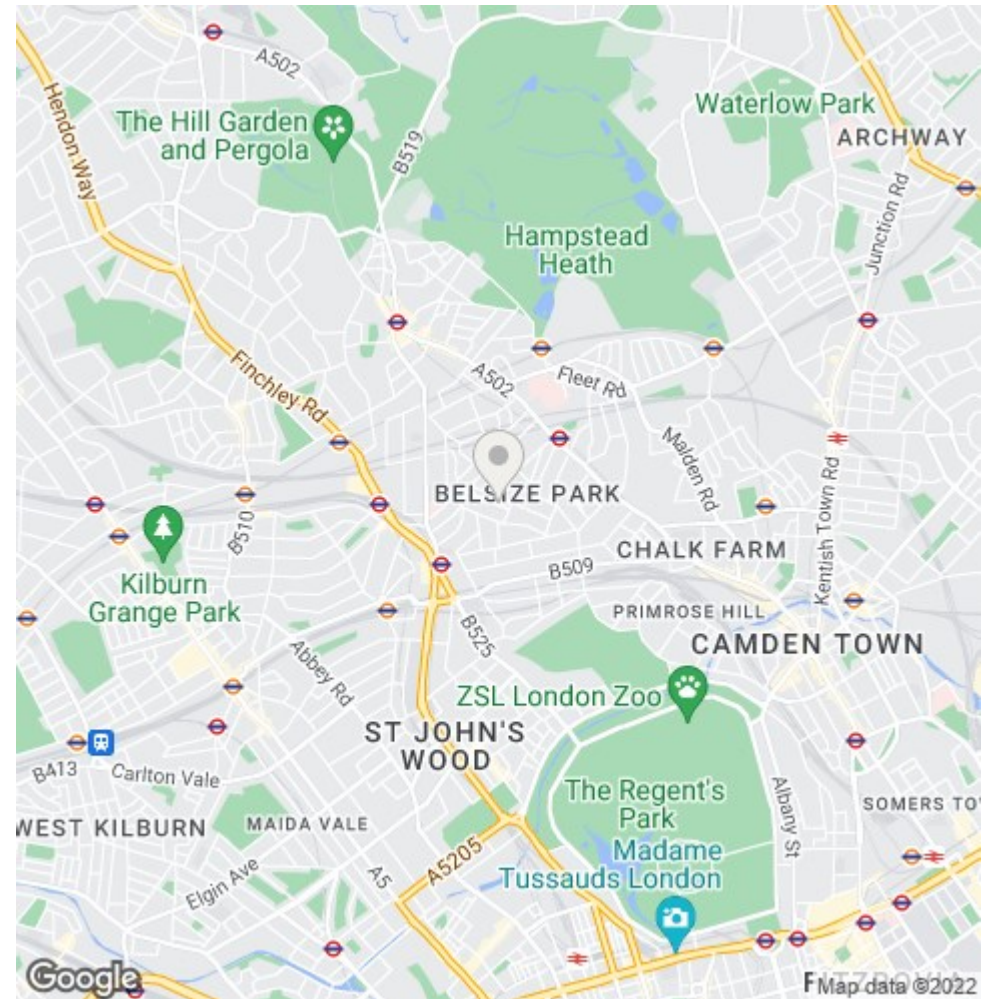 A502
Hendon Way
The Hill Garden
and Pergola
B519
Waterlow Park
ARCHWAY
Junction Rd
Hampstead
Heath
Finchley Rd
A502
Fleet Rd
Malden Rd
BELSIZE PARK
Kentish Town Rd
B510
CHALK FARM
B509
Kilburn
Grange Park
PRIMROSE HILL
B525
Abbey Rd
CAMDEN TOWN
ZSL London Zoo
ST JOHN'S
WOOD
B413
Carlton Vale
The Regent's
Park
Albany St
SOMERS TO
WEST KILBURN
MAIDA VALE
Madame
Tussauds London
A5205
A5
Elgin Ave
Google
Map data ©2022